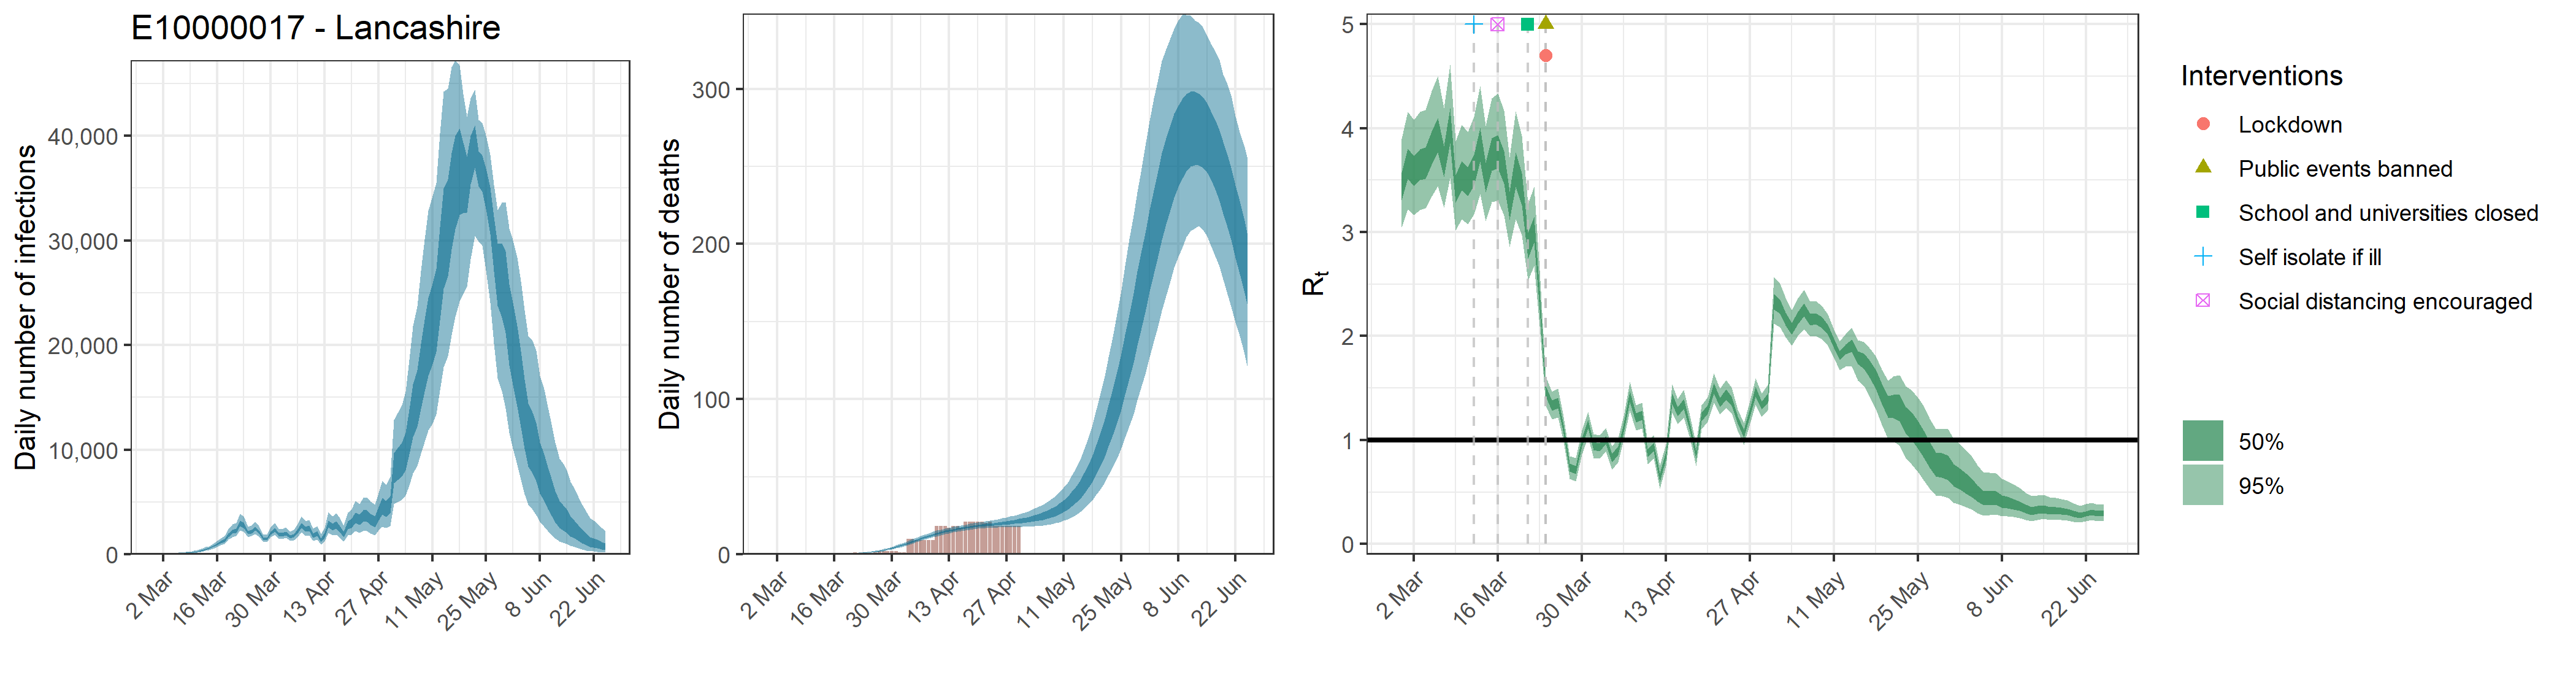 E10000017 - Lancashire
Daily number of infections
40,000
30,000
20,000
10,000
0
2 Mar
16 Mar
30 Mar
13 Apr
27 Apr
11 May
25 May
8 Jun
22 Jun
Daily number of deaths
300
200
100
0
2 Mar
16 Mar
30 Mar
13 Apr
27 Apr
11 May
25 May
8 Jun
22 Jun
Rt
5
4
3
2
1
0
2 Mar
16 Mar
30 Mar
13 Apr
27 Apr
11 May
25 May
8 Jun
22 Jun
Interventions
Lockdown
Public events banned
School and universities closed
Self isolate if ill
Social distancing encouraged
50%
95%